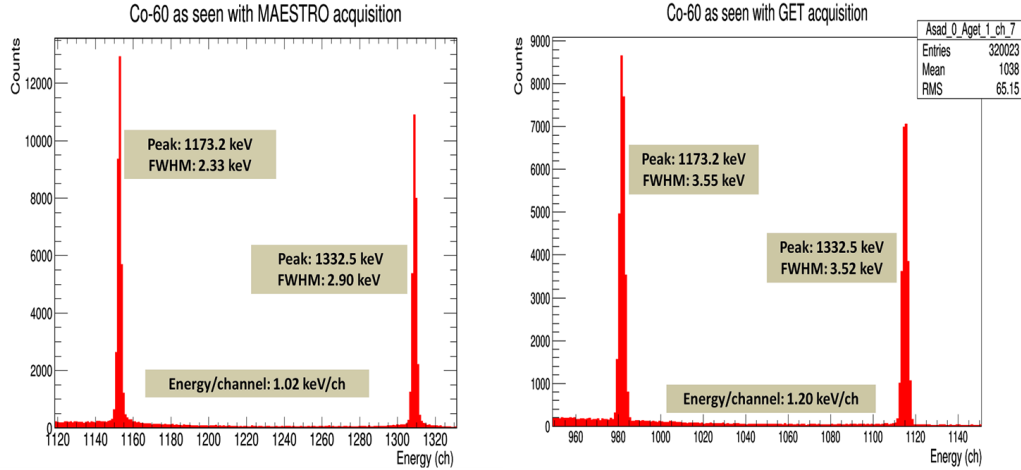 Co-60 as seen with MAESTRO acquisition
Counts
12000
10000
8000
6000
4000
2000
0
Peak: 1173.2 keV
FWHM: 2.33 keV
Peak: 1332.5 keV
FWHM: 2.90 keV
Energy/channel: 1.02 keV/ch
1120 1140 1160 1180 1200 1220 1240 1260 1280 1300 1320
Energy (ch)
Co-60 as seen with GET acquisition
Asad_0_Aget_1_ch_7
Entries 320023
Mean 1038
RMS 65.15
Counts
9000
8000
7000
6000
5000
4000
3000
2000
1000
0
Peak: 1173.2 keV
FWHM: 3.55 keV
Peak: 1332.5 keV
FWHM: 3.52 keV
Energy/channel: 1.20 keV/ch
960 980 1000 1020 1040 1060 1080 1100 1120 1140
Energy (ch)